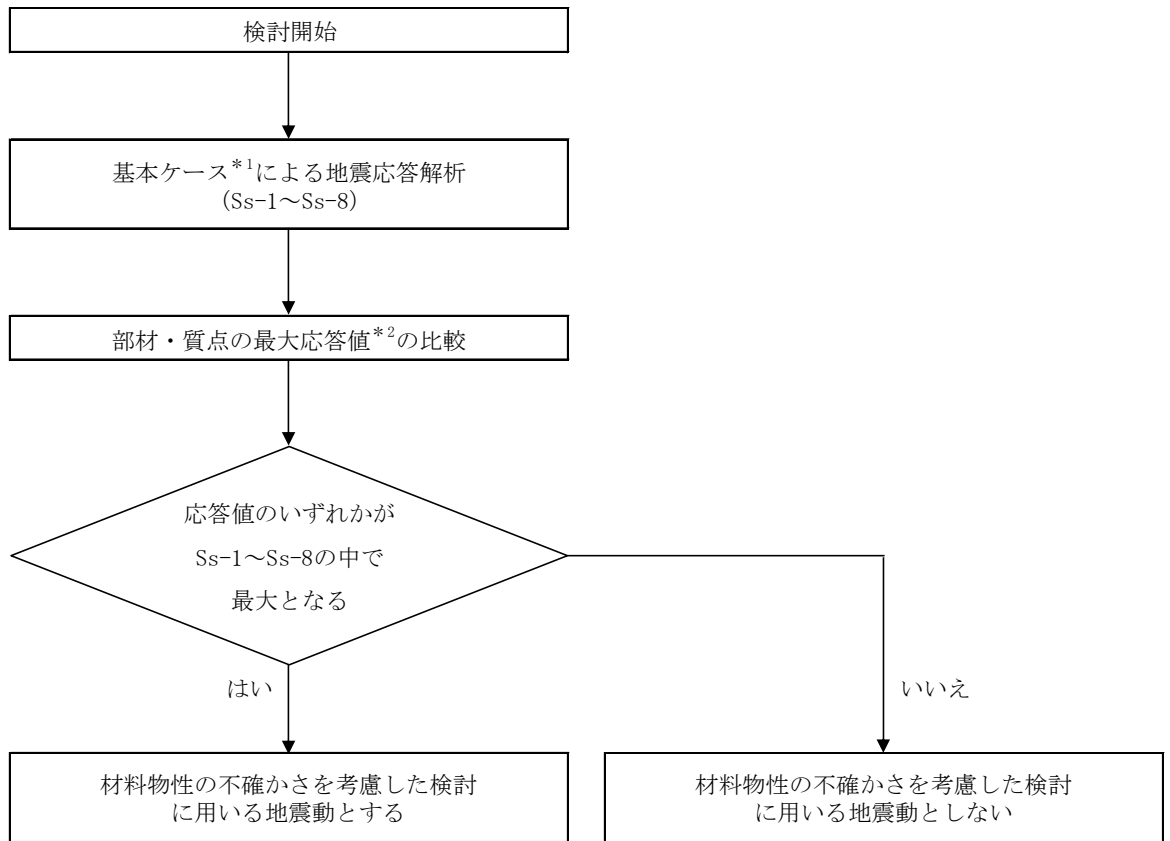 検討開始
基本ケース*1による地震応答解析
(Ss-1~Ss-8)
部材・質点の最大応答値*2の比較
応答値のいずれかが
Ss-1~Ss-8の中で
最大となる
はい
いいえ
材料物性の不確かさを考慮した検討
に用いる地震動とする
材料物性の不確かさを考慮した検討
に用いる地震動としない